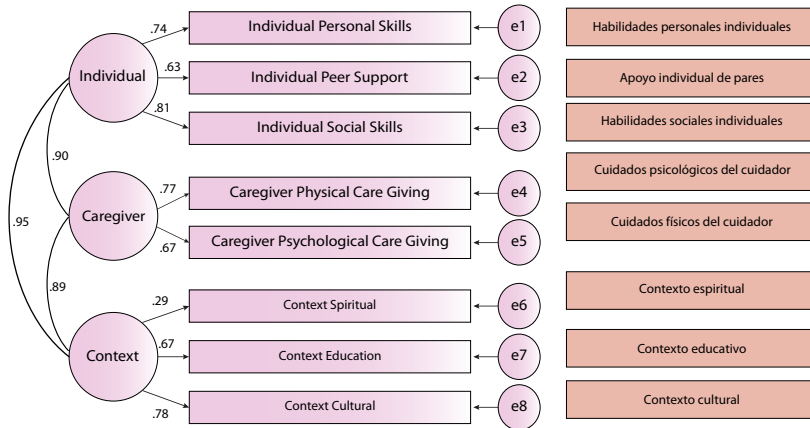 .74
Individual Personal Skills
e1
Habilidades personales individuales
Individual
.63
Individual Peer Support
e2
Apoyo individual de pares
.81
Individual Social Skills
e3
Habilidades sociales individuales
.90
Cuidados psicológicos del cuidador
.77
Caregiver Physical Care Giving
e4
.95
Caregiver
Cuidados físicos del cuidador
.67
Caregiver Psychological Care Giving
e5
.89
.29
Context Spiritual
e6
Contexto espiritual
Context
.67
Context Education
e7
Contexto educativo
.78
Context Cultural
e8
Contexto cultural